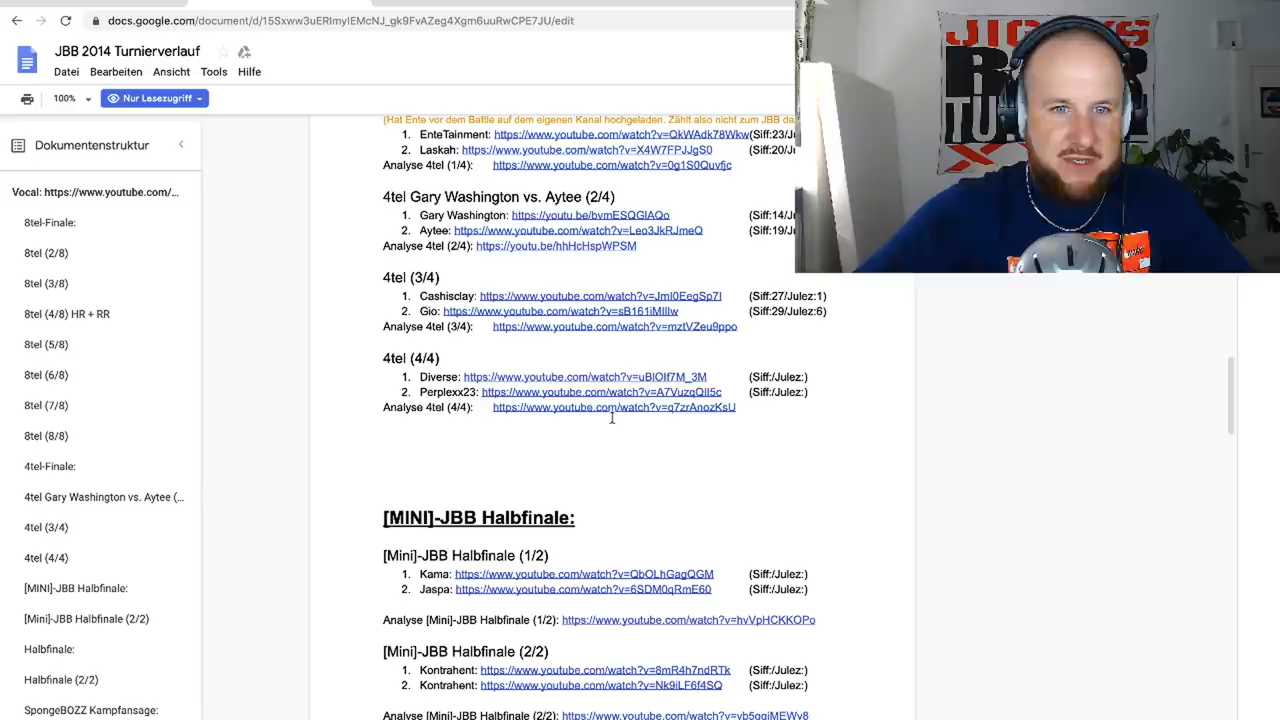 docs.google.com/document/d/15Sxww3uERImyIEMcNJ_gk9FvAZeg4Xgm6uuRwCPE7JU/edit
JBB 2014 Turnierverlauf
Datei Bearbeiten Ansicht Tools Hilfe
100% Nur Lesezugriff
Dokumentenstruktur
Vocal: https://www.youtube.com/...
8tel-Finale:
8tel (2/8)
8tel (3/8)
8tel (4/8) HR + RR
8tel (5/8)
8tel (6/8)
8tel (7/8)
8tel (8/8)
4tel-Finale:
4tel Gary Washington vs. Aytee (...
4tel (3/4)
4tel (4/4)
[MINI]-JBB Halbfinale:
[Mini]-JBB Halbfinale (2/2)
Halbfinale:
Halbfinale (2/2)
SpongeBOZZ Kampfansage:
(Hat Ente vor dem Battle auf dem eigenen Kanal hochgeladen. Zählt also nicht zum JBB da
1. EnteTainment: https://www.youtube.com/watch?v=QkWAdk78Wkw(Siff:23/J
2. Laskah: https://www.youtube.com/watch?v=X4W7FPJJgS0 (Siff:20/J
Analyse 4tel (1/4): https://www.youtube.com/watch?v=0g1S0Quvfjc
4tel Gary Washington vs. Aytee (2/4)
1. Gary Washington: https://youtu.be/bvmESQGIAQo (Siff:14/J
2. Aytee: https://www.youtube.com/watch?v=Leo3JkRJmeQ (Siff:19/J
Analyse 4tel (2/4): https://youtu.be/hhHcHspWPSM
4tel (3/4)
1. Cashisclay: https://www.youtube.com/watch?v=JmI0EegSp7I (Siff:27/Julez:1)
2. Gio: https://www.youtube.com/watch?v=sB161iMIlIw (Siff:29/Julez:6)
Analyse 4tel (3/4): https://www.youtube.com/watch?v=mztVZeu9ppo
4tel (4/4)
1. Diverse: https://www.youtube.com/watch?v=uBlOIf7M_3M (Siff:/Julez:)
2. Perplexx23: https://www.youtube.com/watch?v=A7VuzqQlI5c (Siff:/Julez:)
Analyse 4tel (4/4): https://www.youtube.com/watch?v=q7zrAnozKsU
[MINI]-JBB Halbfinale:
[Mini]-JBB Halbfinale (1/2)
1. Kama: https://www.youtube.com/watch?v=QbOLhGagQGM (Siff:/Julez:)
2. Jaspa: https://www.youtube.com/watch?v=6SDM0qRmE60 (Siff:/Julez:)
Analyse [Mini]-JBB Halbfinale (1/2): https://www.youtube.com/watch?v=hvVpHCKKOPo
[Mini]-JBB Halbfinale (2/2)
1. Kontrahent: https://www.youtube.com/watch?v=8mR4h7ndRTk (Siff:/Julez:)
2. Kontrahent: https://www.youtube.com/watch?v=Nk9iLF6f4SQ (Siff:/Julez:)
Analyse [Mini]-JBB Halbfinale (2/2): https://www.youtube.com/watch?v=vb5ggiMEWv8